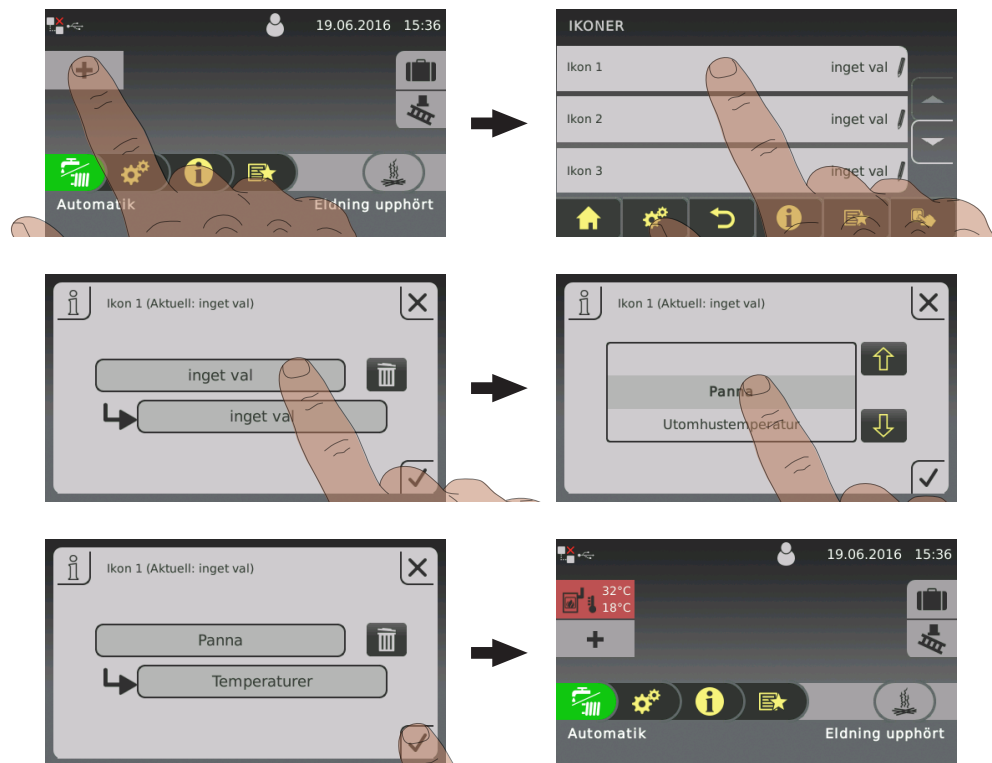 19.06.2016 15:36
Automatik Eldning upphört
IKONER
Ikon 1 inget val
Ikon 2 inget val
Ikon 3 inget val
Ikon 1 (Aktuell: inget val)
inget val
inget val
Ikon 1 (Aktuell: inget val)
Panna
Utomhustemperatur
Ikon 1 (Aktuell: inget val)
Panna
Temperaturer
19.06.2016 15:36
32°C
18°C
Automatik Eldning upphört